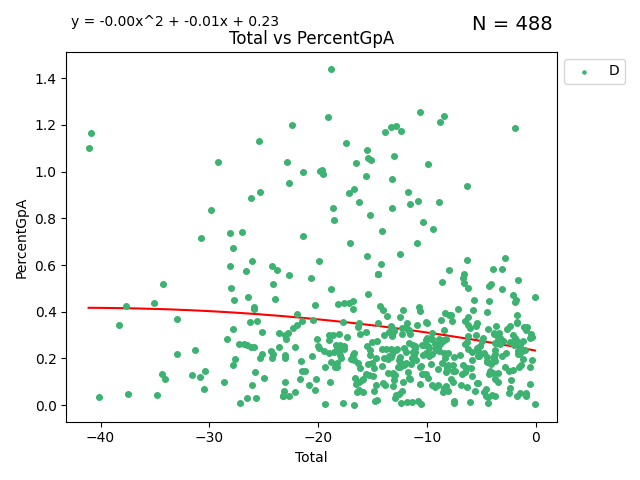 y = -0.00x^2 + -0.01x + 0.23
N = 488
Total vs PercentGpA
D
PercentGpA
1.4
1.2
1.0
0.8
0.6
0.4
0.2
0.0
−40
−30
−20
−10
0
Total